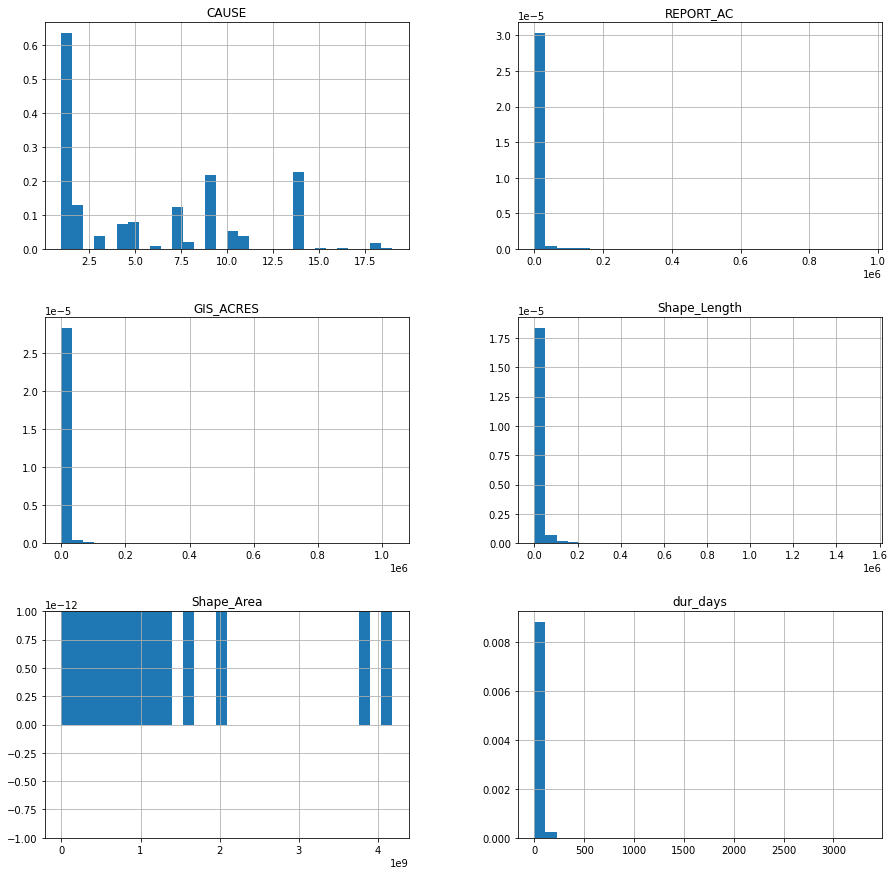 CAUSE
0.6
0.5
0.4
0.3
0.2
0.1
0.0
2.5 5.0 7.5 10.0 12.5 15.0 17.5
1e−5 REPORT_AC
3.0
2.5
2.0
1.5
1.0
0.5
0.0
0.0 0.2 0.4 0.6 0.8 1.0
1e6
1e−5 GIS_ACRES
2.5
2.0
1.5
1.0
0.5
0.0
0.0 0.2 0.4 0.6 0.8 1.0
1e6
1e−5 Shape_Length
1.75
1.50
1.25
1.00
0.75
0.50
0.25
0.00
0.0 0.2 0.4 0.6 0.8 1.0 1.2 1.4 1.6
1e6
1e−12 Shape_Area
1.00
0.75
0.50
0.25
0.00
−0.25
−0.50
−0.75
−1.00
0 1 2 3 4
1e9
dur_days
0.008
0.006
0.004
0.002
0.000
0 500 1000 1500 2000 2500 3000